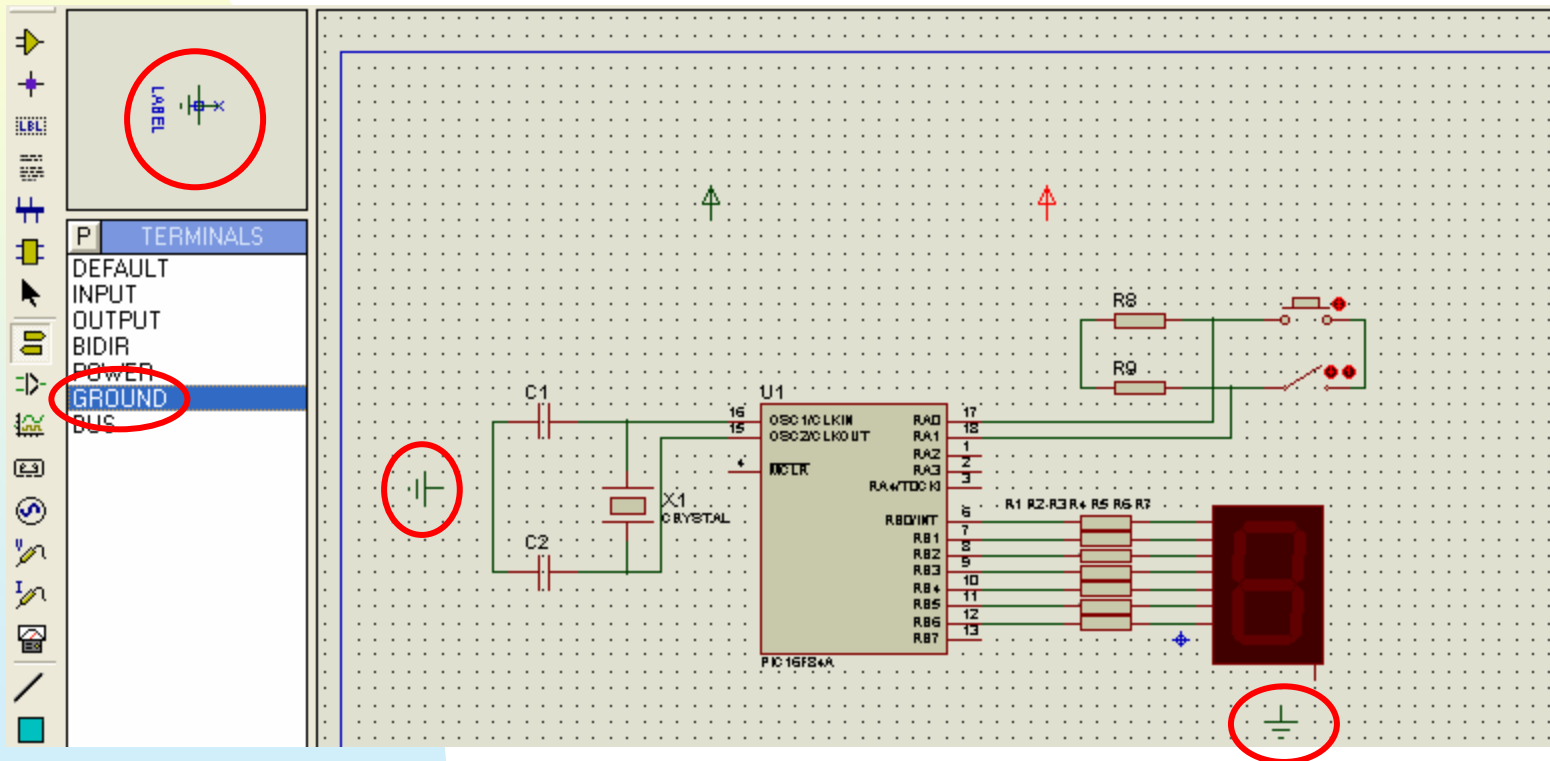 LABEL
LBL
P TERMINALS
DEFAULT
INPUT
OUTPUT
BIDIR
POWER
GROUND
BUS
R8
R9
C1
C2
X1
CRYSTAL
U1
16 OSC1/CLKIN
15 OSC2/CLKOUT
4 MCLR
RA0 17
RA1 18
RA2 1
RA3 2
RA4/T0CKI 3
RB0/INT 6
RB1 7
RB2 8
RB3 9
RB4 10
RB5 11
RB6 12
RB7 13
PIC16F84A
R1 R2 R3 R4 R5 R6 R7
V
I